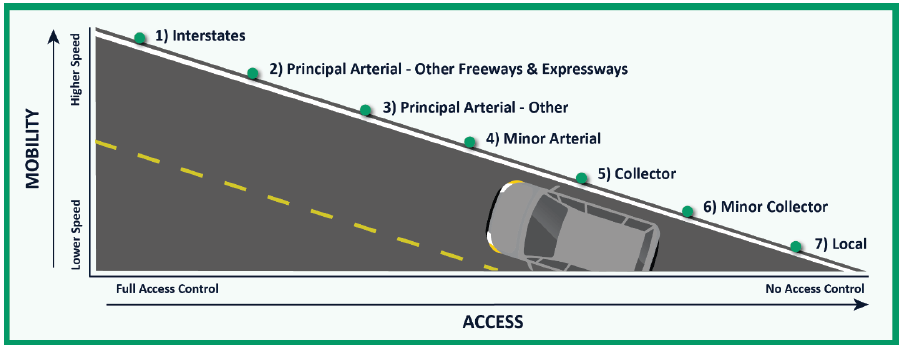 1) Interstates
2) Principal Arterial - Other Freeways & Expressways
3) Principal Arterial - Other
4) Minor Arterial
5) Collector
6) Minor Collector
7) Local
Higher Speed
MOBILITY
Lower Speed
Full Access Control
No Access Control
ACCESS